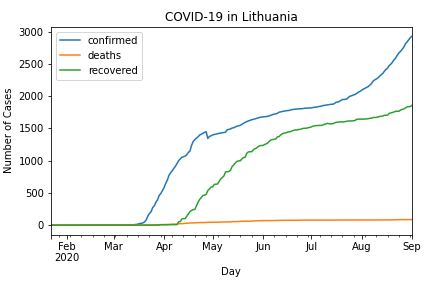 COVID-19 in Lithuania
confirmed
deaths
recovered
Number of Cases
3000
2500
2000
1500
1000
500
0
Feb Mar Apr May Jun Jul Aug Sep
2020
Day